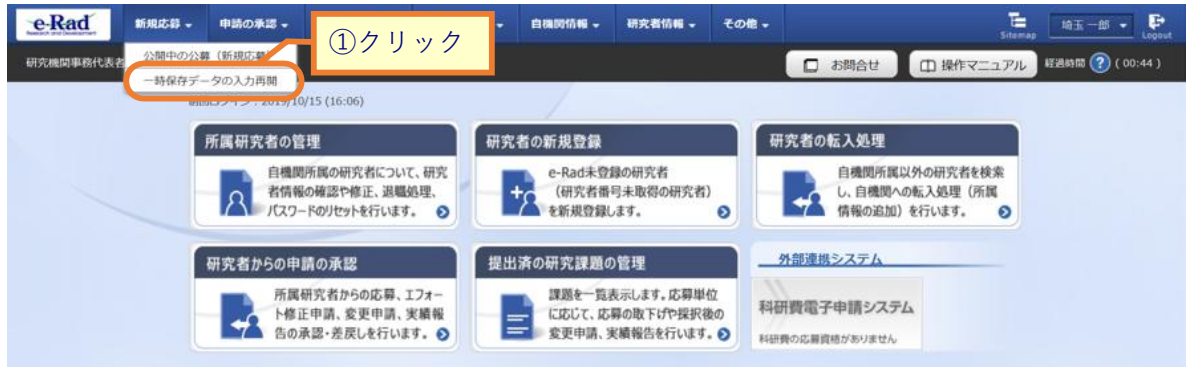 e-Rad
Research and Development
新規応募
申請の承認
自機関情報
研究者情報
その他
Sitemap
埼玉 一郎
Logout
①クリック
研究機関事務代表者
公開中の公募（新規応募）
一時保存データの入力再開
お問合せ
操作マニュアル
経過時間 ? ( 00:44 )
前回ログイン : 2019/10/15 (16:06)
所属研究者の管理
自機関所属の研究者について、研究
者情報の確認や修正、退職処理、
パスワードのリセットを行います。
研究者の新規登録
e-Rad未登録の研究者
（研究者番号未取得の研究者）
を新規登録します。
研究者の転入処理
自機関所属以外の研究者を検索
し、自機関への転入処理（所属
情報の追加）を行います。
研究者からの申請の承認
所属研究者からの応募、エフォー
ト修正申請、変更申請、実績報
告の承認・差戻しを行います。
提出済の研究課題の管理
課題を一覧表示します。応募単位
に応じて、応募の取下げや採択後の
変更申請、実績報告を行います。
外部連携システム
科研費電子申請システム
科研費の応募資格がありません